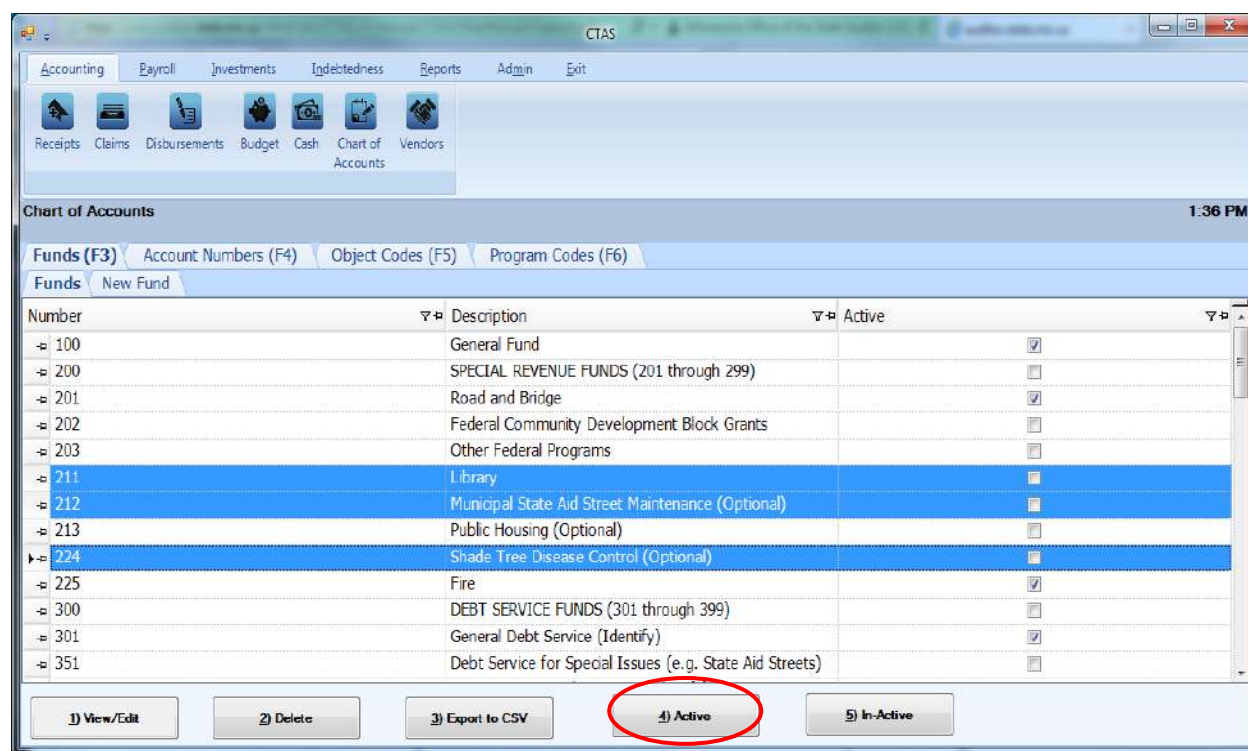 CTAS
Accounting Payroll Investments Indebtedness Reports Admin Exit
Receipts Claims Disbursements Budget Cash Chart of Vendors
Accounts
Chart of Accounts 1:36 PM
Funds (F3) Account Numbers (F4) Object Codes (F5) Program Codes (F6)
Funds New Fund
Number Description Active
100 General Fund
200 SPECIAL REVENUE FUNDS (201 through 299)
201 Road and Bridge
202 Federal Community Development Block Grants
203 Other Federal Programs
211 Library
212 Municipal State Aid Street Maintenance (Optional)
213 Public Housing (Optional)
224 Shade Tree Disease Control (Optional)
225 Fire
300 DEBT SERVICE FUNDS (301 through 399)
301 General Debt Service (Identify)
351 Debt Service for Special Issues (e.g. State Aid Streets)
1) View/Edit 2) Delete 3) Export to CSV 4) Active 5) In-Active